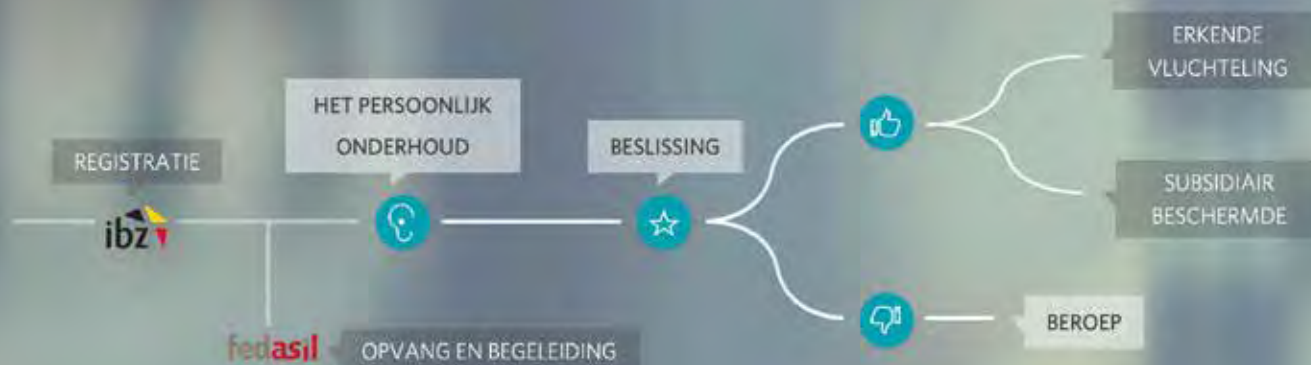 REGISTRATIE
ibz
HET PERSOONLIJK
ONDERHOUD
fedasil
OPVANG EN BEGELEIDING
BESLISSING
ERKENDE
VLUCHTELING
SUBSIDIAIR
BESCHERMDE
BEROEP